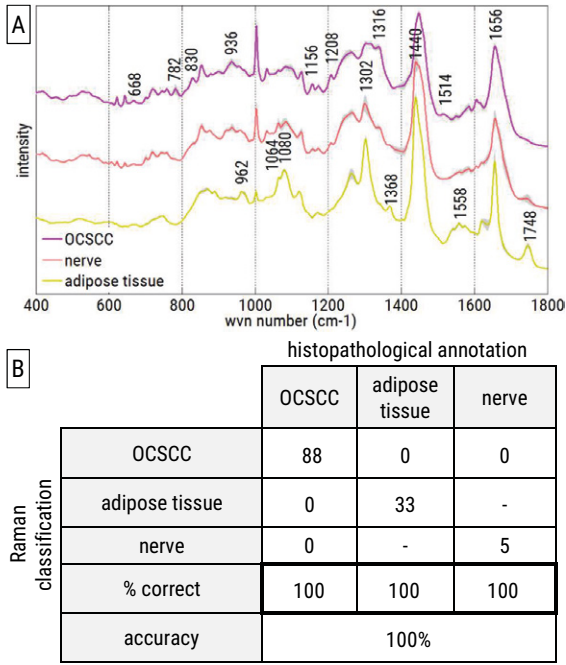 A
668
782
830
936
1156
1208
1302
1316
1440
1514
1656
962
1064
1080
1368
1558
1748
intensity
OCSCC
nerve
adipose tissue
400 600 800 1000 1200 1400 1600 1800
wvn number (cm-1)
B
histopathological annotation
OCSCC adipose tissue nerve
Raman classification
OCSCC 88 0 0
adipose tissue 0 33 -
nerve 0 - 5
% correct 100 100 100
accuracy 100%